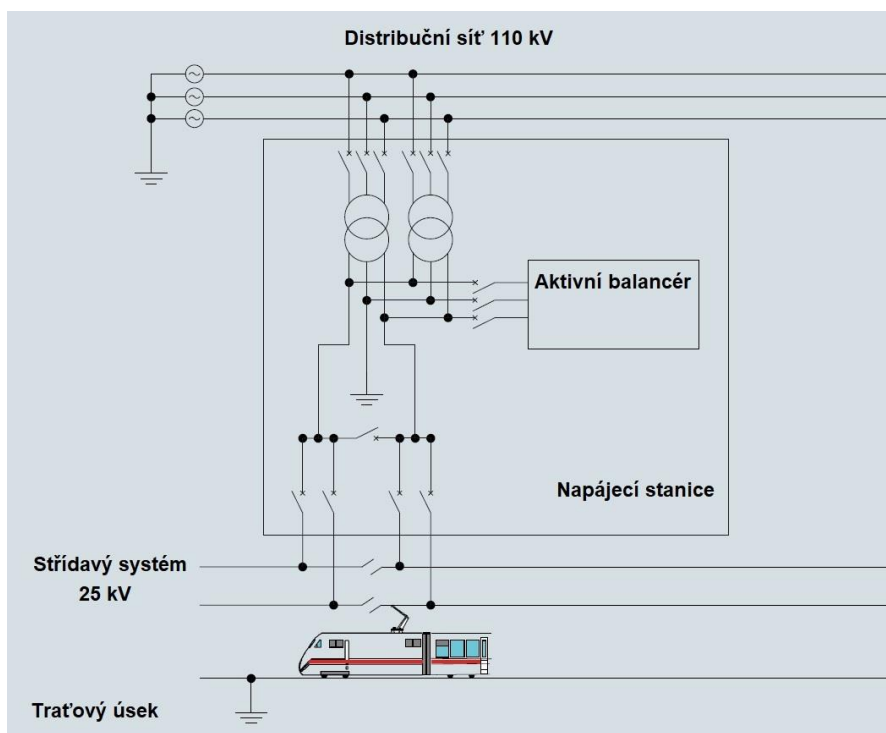 Distribuční síť 110 kV
Aktivní balancér
Napájecí stanice
Střídavý systém
25 kV
Traťový úsek